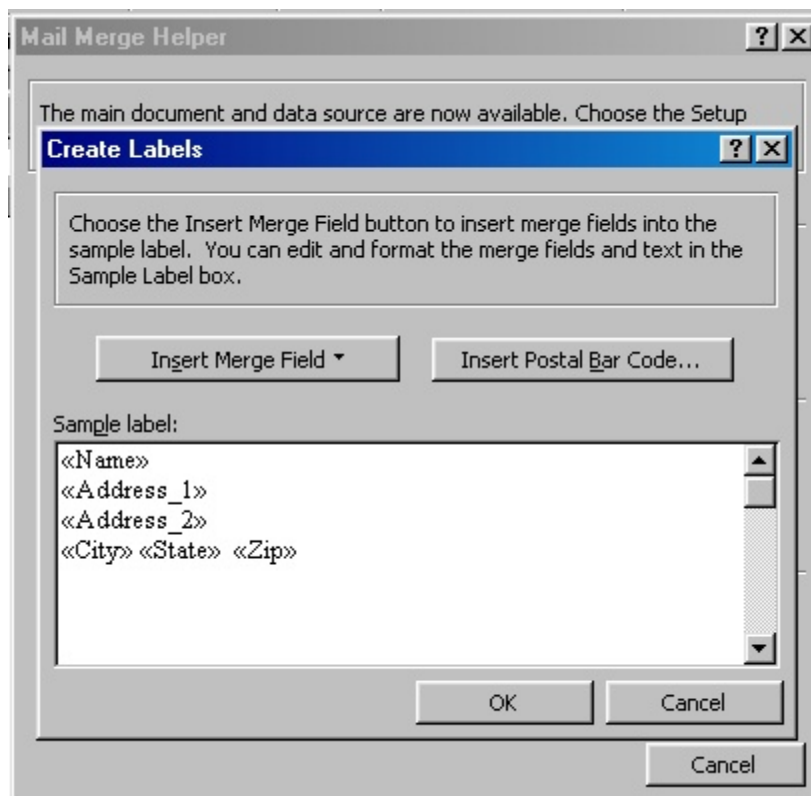 Mail Merge Helper
The main document and data source are now available. Choose the Setup
Create Labels
Choose the Insert Merge Field button to insert merge fields into the
sample label. You can edit and format the merge fields and text in the
Sample Label box.
Insert Merge Field
Insert Postal Bar Code...
Sample label:
«Name»
«Address_1»
«Address_2»
«City» «State» «Zip»
OK
Cancel
Cancel